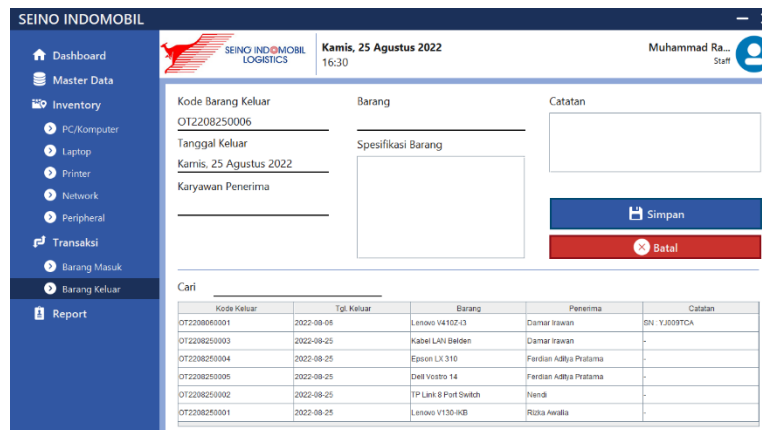 SEINO INDOMOBIL
Dashboard
Master Data
Inventory
PC/Komputer
Laptop
Printer
Network
Peripheral
Transaksi
Barang Masuk
Barang Keluar
Report
SEINO INDOMOBIL
LOGISTICS
Kamis, 25 Agustus 2022
16:30
Muhammad Ra...
Staff
Kode Barang Keluar
OT2208250006
Tanggal Keluar
Kamis, 25 Agustus 2022
Karyawan Penerima
Barang
Spesifikasi Barang
Catatan
Simpan
Batal
Cari
Kode Keluar Tgl. Keluar Barang Penerima Catatan
OT2208060001 2022-08-06 Lenovo V410Z-i3 Damar Irawan SN : YJ009TCA
OT2208250003 2022-08-25 Kabel LAN Belden Damar Irawan -
OT2208250004 2022-08-25 Epson LX 310 Ferdian Aditya Pratama -
OT2208250005 2022-08-25 Dell Vostro 14 Ferdian Aditya Pratama -
OT2208250002 2022-08-25 TP Link 8 Port Switch Nendi -
OT2208250001 2022-08-25 Lenovo V130-IKB Rizka Awalia -